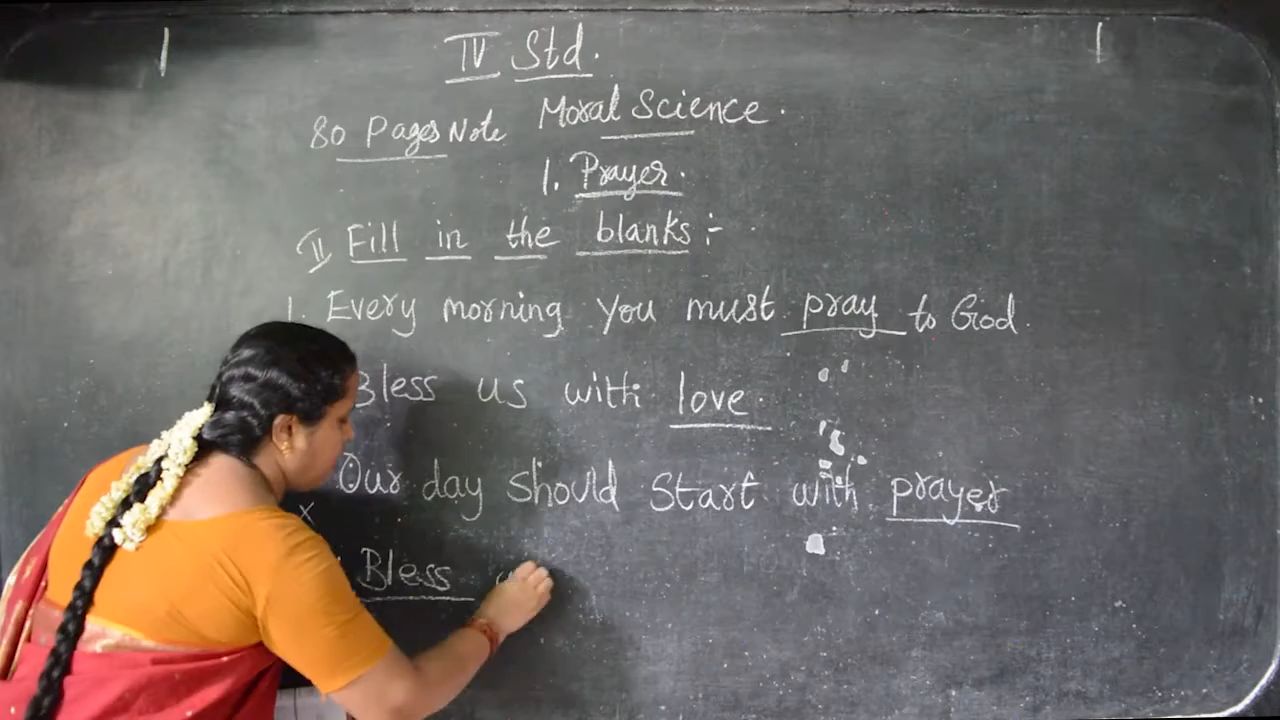 IV Std.
80 Pages Note Moral Science.
1. Prayer.
II Fill in the blanks :-
1. Every morning you must pray to God.
Bless us with love.
Our day should Start with prayer
Bless